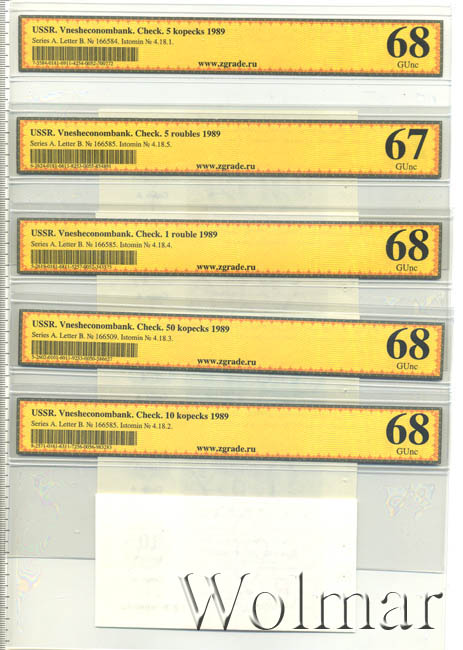 USSR. Vnesheconombank. Check. 5 kopecks 1989
Series A. Letter B. № 166584. Istomin № 4.18.1.
www.zgrade.ru
68
GUnc
USSR. Vnesheconombank. Check. 5 roubles 1989
Series A. Letter B. № 166585. Istomin № 4.18.5.
www.zgrade.ru
67
GUnc
USSR. Vnesheconombank. Check. 1 rouble 1989
Series A. Letter B. № 166585. Istomin № 4.18.4.
www.zgrade.ru
68
GUnc
USSR. Vnesheconombank. Check. 50 kopecks 1989
Series A. Letter B. № 166509. Istomin № 4.18.3.
www.zgrade.ru
68
GUnc
USSR. Vnesheconombank. Check. 10 kopecks 1989
Series A. Letter B. № 166585. Istomin № 4.18.2.
www.zgrade.ru
68
GUnc
Wolmar